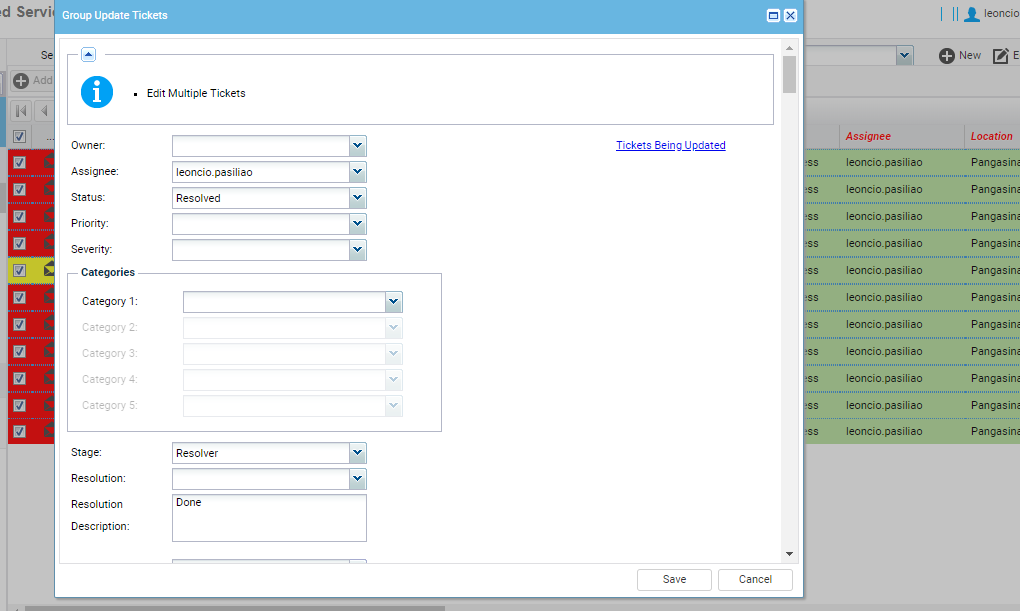 ed Servi
Group Update Tickets
leoncio
Se
Add
New
E
Edit Multiple Tickets
...
Assignee
Location
Owner:
Tickets Being Updated
Assignee: leoncio.pasiliao
Status: Resolved
Priority:
Severity:
Categories
Category 1:
Category 2:
Category 3:
Category 4:
Category 5:
Stage: Resolver
Resolution:
Resolution
Description:
Done
ess leoncio.pasiliao Pangasina
ess leoncio.pasiliao Pangasina
ess leoncio.pasiliao Pangasina
ess leoncio.pasiliao Pangasina
ess leoncio.pasiliao Pangasina
ess leoncio.pasiliao Pangasina
ess leoncio.pasiliao Pangasina
ess leoncio.pasiliao Pangasina
ess leoncio.pasiliao Pangasina
ess leoncio.pasiliao Pangasina
ess leoncio.pasiliao Pangasina
Save
Cancel